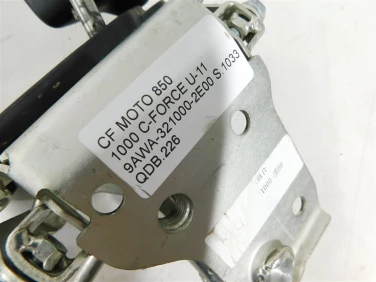 CF MOTO 850
1000 C-FORCE U-11
9AWA-321000-2E00 S.1033
QDB.226